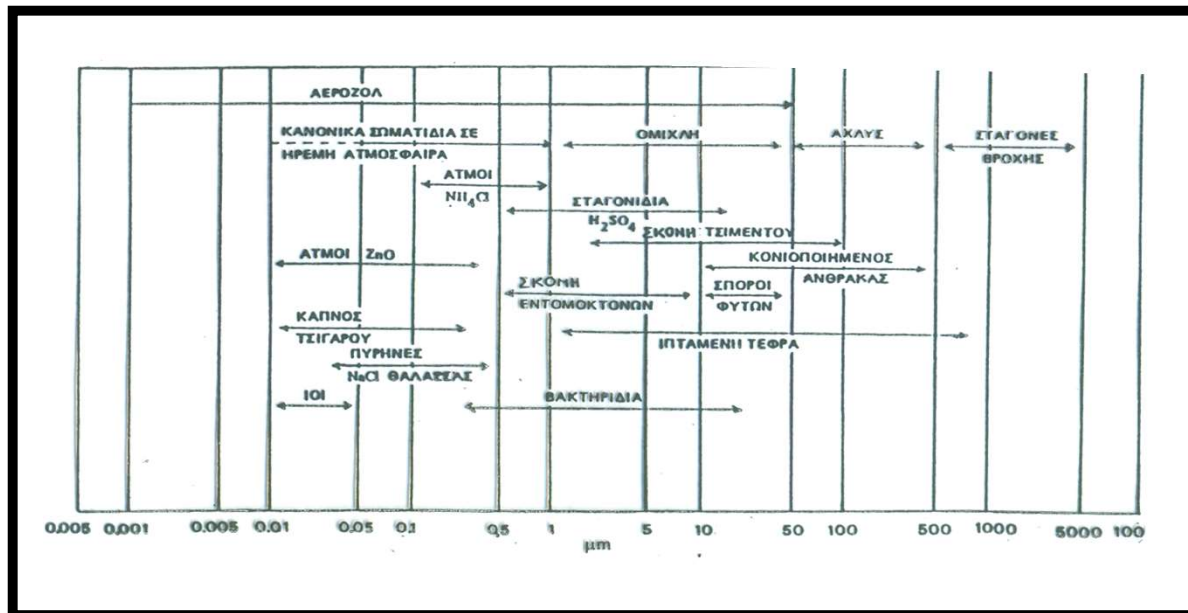 ΑΕΡΟΖΟΛ
ΚΑΝΟΝΙΚΑ ΣΩΜΑΤΙΔΙΑ ΣΕ
ΗΡΕΜΗ ΑΤΜΟΣΦΑΙΡΑ
ΟΜΙΧΛΗ
ΑΧΛΥΣ
ΣΤΑΓΟΝΕΣ
ΒΡΟΧΗΣ
ΑΤΜΟΙ
NH₄Cl
ΣΤΑΓΟΝΙΔΙΑ
H₂SO₄
ΣΚΟΝΗ ΤΣΙΜΕΝΤΟΥ
ΑΤΜΟΙ ZnO
ΚΟΝΙΟΠΟΙΗΜΕΝΟΣ
ΑΝΘΡΑΚΑΣ
ΣΚΟΝΗ
ΕΝΤΟΜΟΚΤΟΝΩΝ
ΣΠΟΡΟΙ
ΦΥΤΩΝ
ΚΑΠΝΟΣ
ΤΣΙΓΑΡΟΥ
ΙΠΤΑΜΕΝΗ ΤΕΦΡΑ
ΠΥΡΗΝΕΣ
NaCl ΘΑΛΑΣΣΑΣ
ΙΟΙ
ΒΑΚΤΗΡΙΔΙΑ
0.005 0,001 0.005 0.01 0.05 0.1 0,5 1 5 10 50 100 500 1000 5000 100
μm